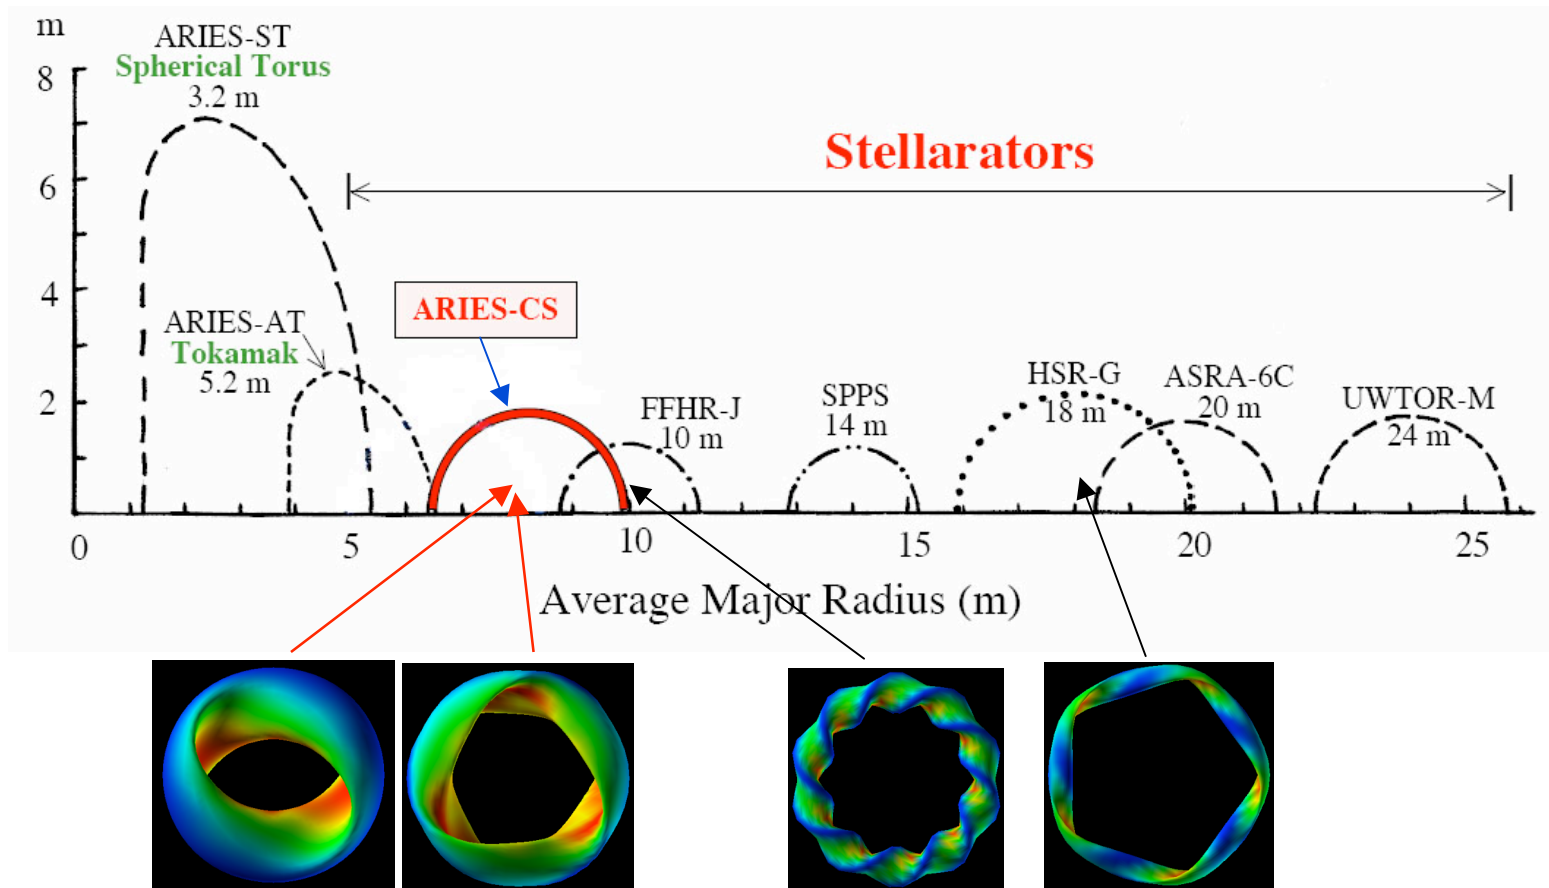 m
ARIES-ST
Spherical Torus
3.2 m
8
Stellarators
6
4
ARIES-CS
ARIES-AT
Tokamak
5.2 m
2
FFHR-J
10 m
SPPS
14 m
HSR-G
18 m
ASRA-6C
20 m
UWTOR-M
24 m
0 5 10 15 20 25
Average Major Radius (m)